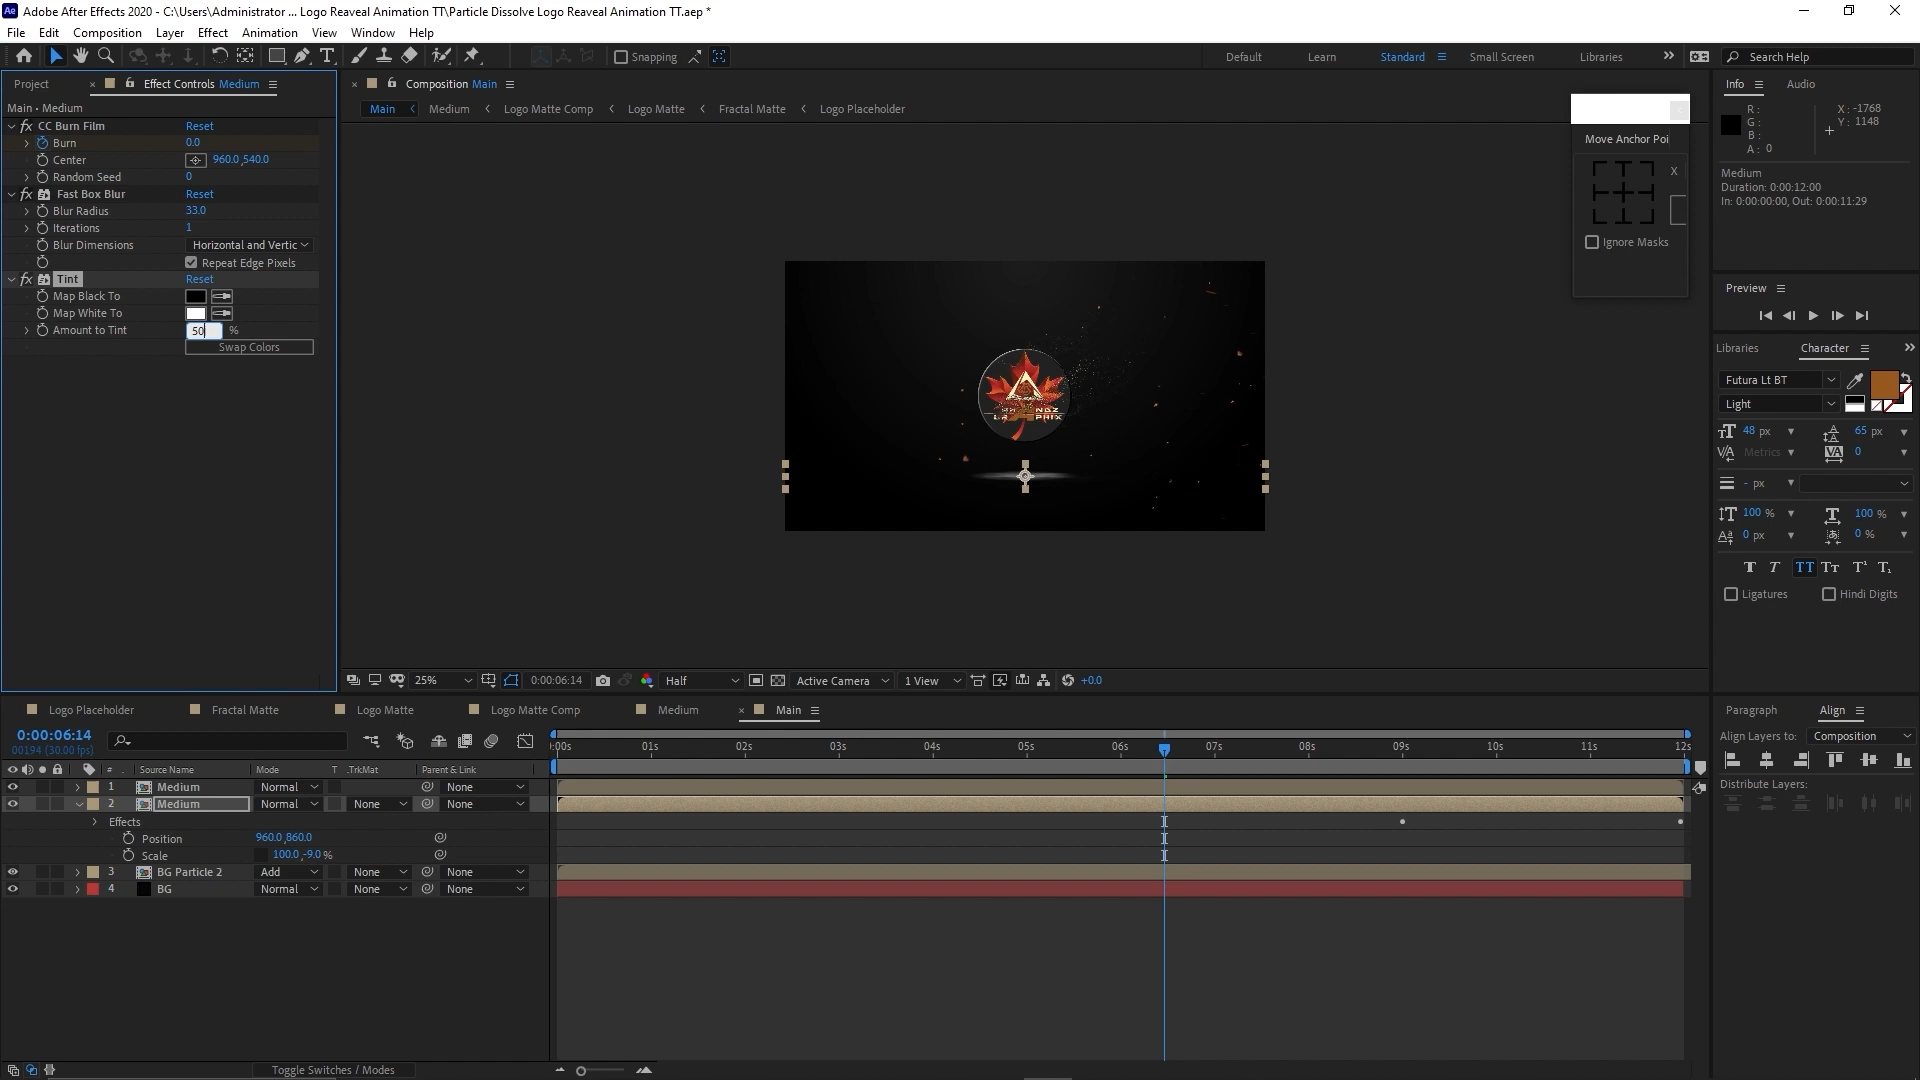 Adobe After Effects 2020 - C:\Users\Administrator ... Logo Reaveal Animation TT\Particle Dissolve Logo Reaveal Animation TT.aep *
File Edit Composition Layer Effect Animation View Window Help
Snapping
Default Learn Standard Small Screen Libraries
Search Help
Project
Effect Controls Medium
Composition Main
Info Audio
Main • Medium
Main Medium Logo Matte Comp Logo Matte Fractal Matte Logo Placeholder
CC Burn Film Reset
Burn 0.0
Center 960.0,540.0
Random Seed 0
Fast Box Blur Reset
Blur Radius 33.0
Iterations 1
Blur Dimensions Horizontal and Vertic
Repeat Edge Pixels
Tint Reset
Map Black To
Map White To
Amount to Tint 50 %
Swap Colors
Move Anchor Poi
X
Ignore Masks
R :
G :
B :
A : 0
X : -1768
Y : 1148
Medium
Duration: 0:00:12:00
In: 0:00:00:00, Out: 0:00:11:29
Preview
Libraries Character
Futura Lt BT
Light
48 px 65 px
Metrics 0
- px
100 % 100 %
0 px 0 %
T T TT Tt T¹ T₁
Ligatures Hindi Digits
25% 0:00:06:14 Half Active Camera 1 View +0.0
Logo Placeholder Fractal Matte Logo Matte Logo Matte Comp Medium Main
Paragraph Align
Align Layers to: Composition
Distribute Layers:
0:00:06:14
00194 (30.00 fps)
:00s 01s 02s 03s 04s 05s 06s 07s 08s 09s 10s 11s 12s
# Source Name Mode T .TrkMat Parent & Link
1 Medium Normal None
2 Medium Normal None None
Effects
Position 960.0,860.0
Scale 100.0,-9.0 %
3 BG Particle 2 Add None None
4 BG Normal None None
Toggle Switches / Modes